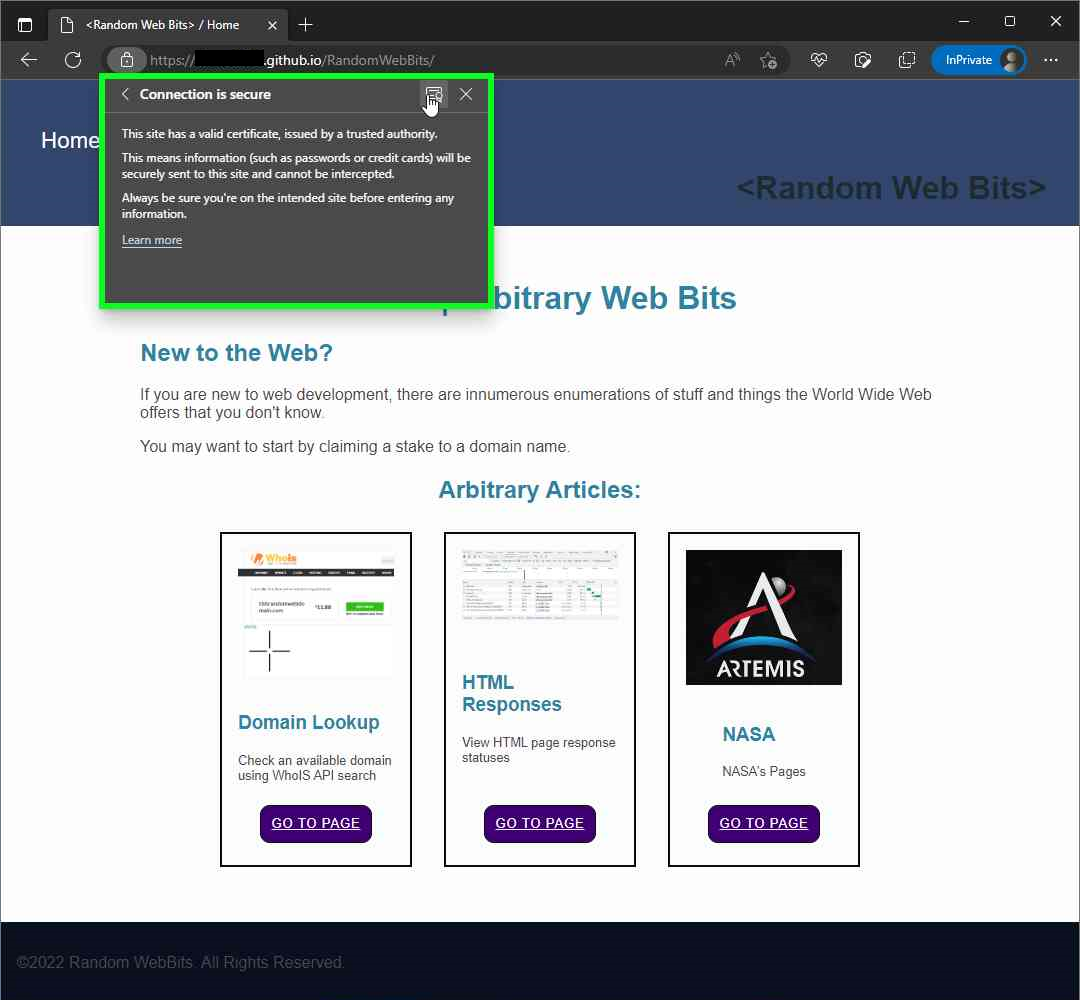 <Random Web Bits> / Home
https://
.github.io/RandomWebBits/
InPrivate
Connection is secure
This site has a valid certificate, issued by a trusted authority.
This means information (such as passwords or credit cards) will be
securely sent to this site and cannot be intercepted.
Always be sure you're on the intended site before entering any
information.
Learn more
Home
<Random Web Bits>
Web Bits
New to the Web?
If you are new to web development, there are innumerous enumerations of stuff and things the World Wide Web
offers that you don't know.
You may want to start by claiming a stake to a domain name.
Arbitrary Articles:
Whois
ARTEMIS
Domain Lookup
Check an available domain
using WhoIS API search
GO TO PAGE
HTML
Responses
View HTML page response
statuses
GO TO PAGE
NASA
NASA's Pages
GO TO PAGE
©2022 Random WebBits. All Rights Reserved.